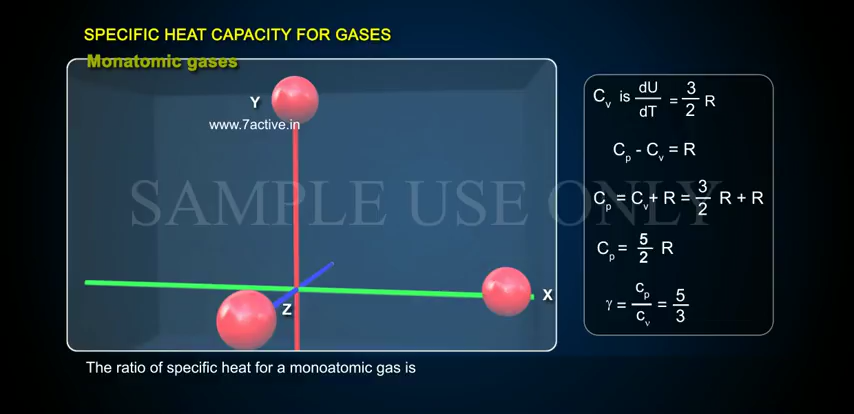 SPECIFIC HEAT CAPACITY FOR GASES
Monatomic gases
Y
www.7active.in
X
Z
SAMPLE USE ONLY
Cv is dU/dT = 3/2 R
Cp - Cv = R
Cp = Cv + R = 3/2 R + R
Cp = 5/2 R
γ = cp/cv = 5/3
The ratio of specific heat for a monoatomic gas is